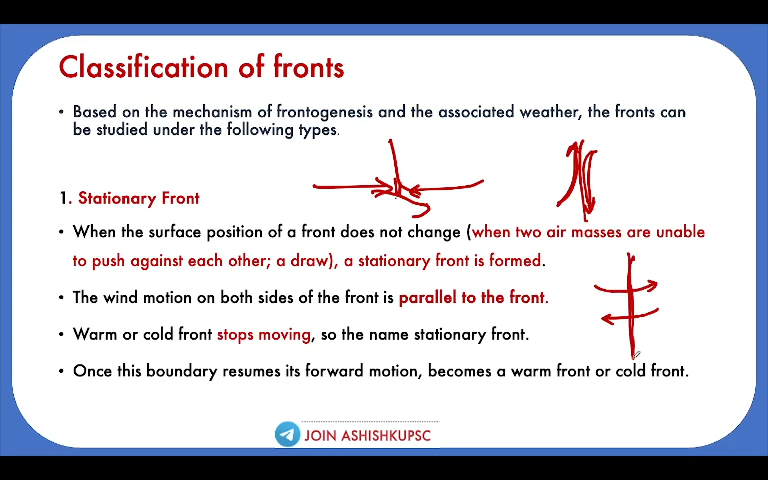 Classification of fronts
• Based on the mechanism of frontogenesis and the associated weather, the fronts can
be studied under the following types.
1. Stationary Front
• When the surface position of a front does not change (when two air masses are unable
to push against each other; a draw), a stationary front is formed.
• The wind motion on both sides of the front is parallel to the front.
• Warm or cold front stops moving, so the name stationary front.
• Once this boundary resumes its forward motion, becomes a warm front or cold front.
JOIN ASHISHKUPSC